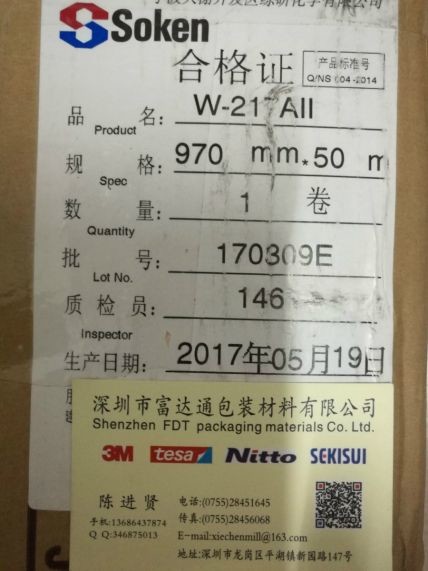 Soken
合格证
产品标准号
Q/NS 004-2014
品 名: W-217AII
Product
规 格: 970 mm*50 m
Spec
数 量: 1 卷
Quantity
批 号: 170309E
Lot No.
质检员: 146
Inspector
生产日期: 2017年05月19日
深圳市富达通包装材料有限公司
Shenzhen FDT packaging materials Co. Ltd.
3M tesa Nitto SEKISUI
陈进贤
电话:(0755)28451645
手机:13686437874
传真:(0755)28456068
Q Q:346875013
E-mail:xiechenmill@163.com
地址:深圳市龙岗区平湖镇新园路147号